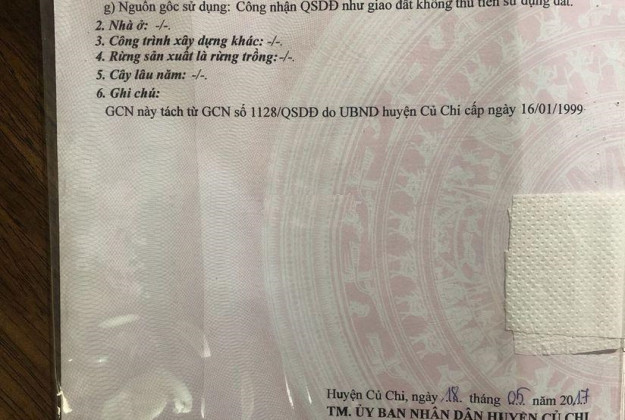 g) Nguồn gốc sử dụng: Công nhận QSDĐ như giao đất không thu tiền sử dụng đất.
2. Nhà ở: -/-.
3. Công trình xây dựng khác: -/-.
4. Rừng sản xuất là rừng trồng: -/-.
5. Cây lâu năm: -/-.
6. Ghi chú:
GCN này tách từ GCN số 1128/QSDĐ do UBND huyện Củ Chi cấp ngày 16/01/1999
Huyện Củ Chi, ngày 18 tháng 05 năm 2017
TM. ỦY BAN NHÂN DÂN HUYỆN CỦ CHI